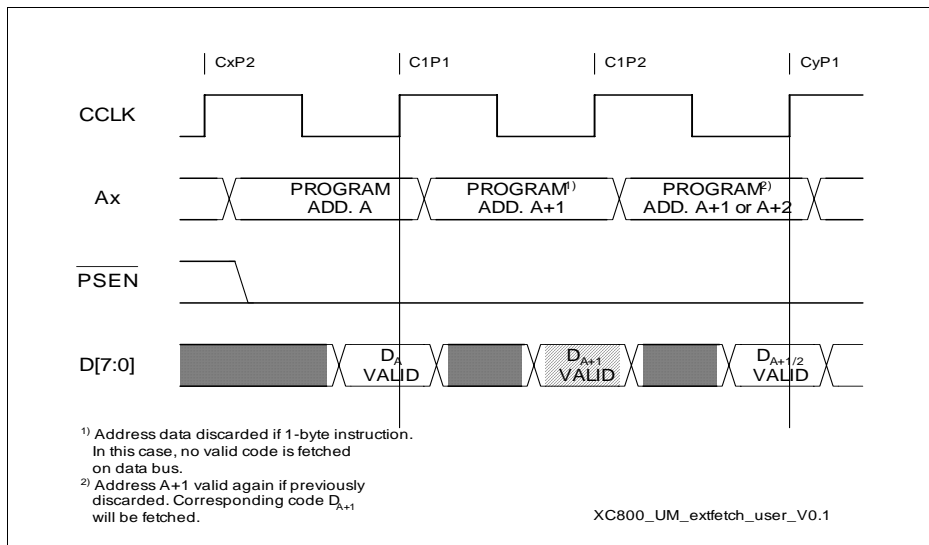 CxP2 C1P1 C1P2 CyP1
CCLK
Ax
PROGRAM PROGRAM1) PROGRAM2)
ADD. A ADD. A+1 ADD. A+1 or A+2
PSEN
D[7:0]
DA DA+1 DA+1/2
VALID VALID VALID
1) Address data discarded if 1-byte instruction.
In this case, no valid code is fetched
on data bus.
2) Address A+1 valid again if previously
discarded. Corresponding code DA+1
will be fetched.
XC800_UM_extfetch_user_V0.1